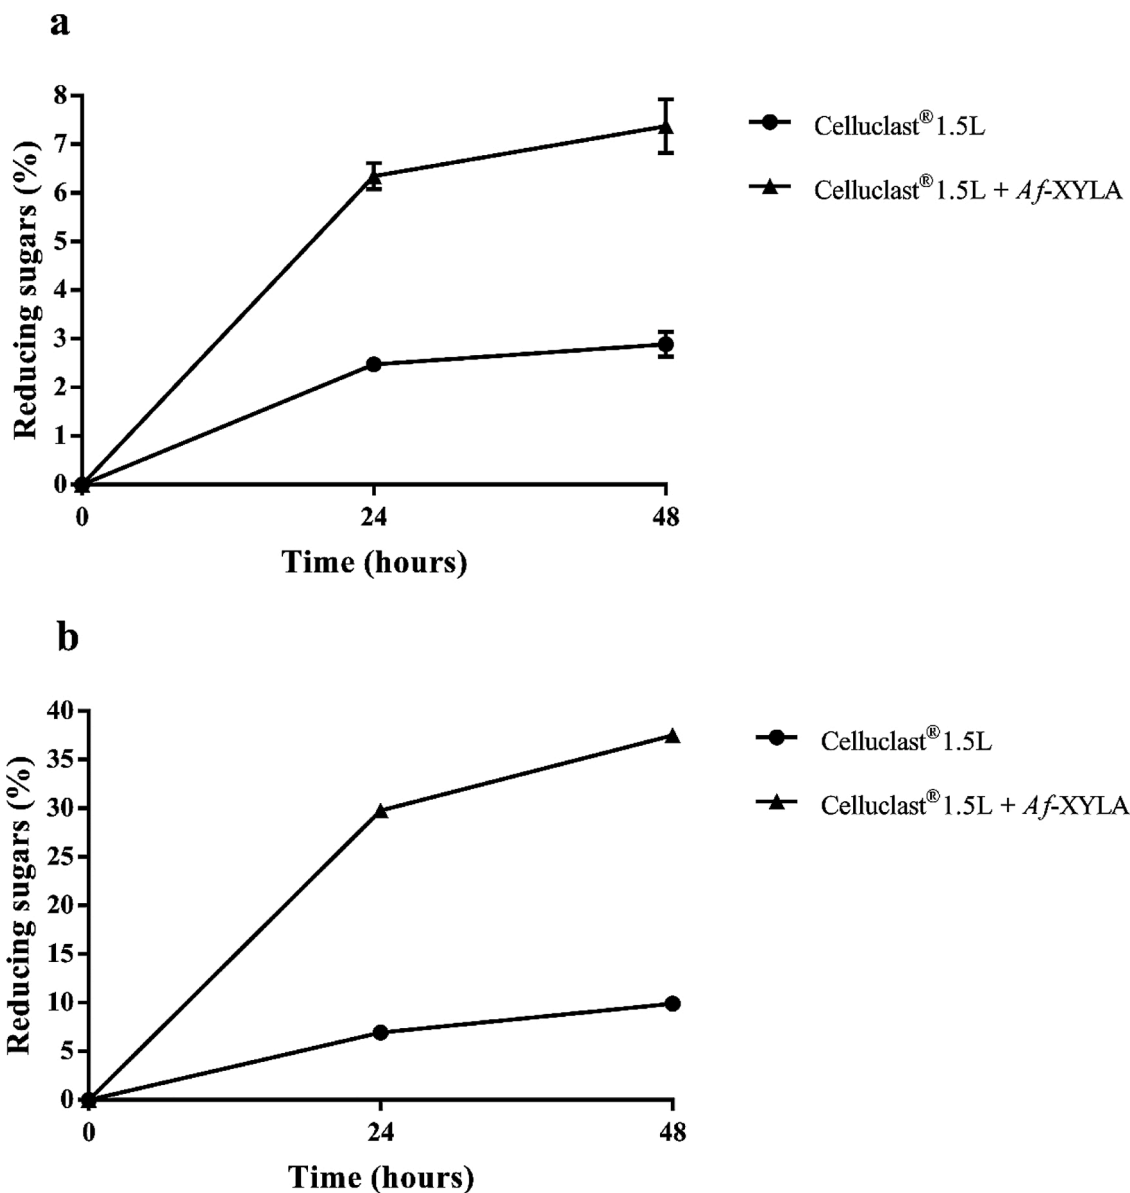 a
8
7
6
5
4
3
2
1
0
Reducing sugars (%)
0 24 48
Time (hours)
Celluclast®1.5L
Celluclast®1.5L + Af-XYLA
b
40
35
30
25
20
15
10
5
0
Reducing sugars (%)
0 24 48
Time (hours)
Celluclast®1.5L
Celluclast®1.5L + Af-XYLA